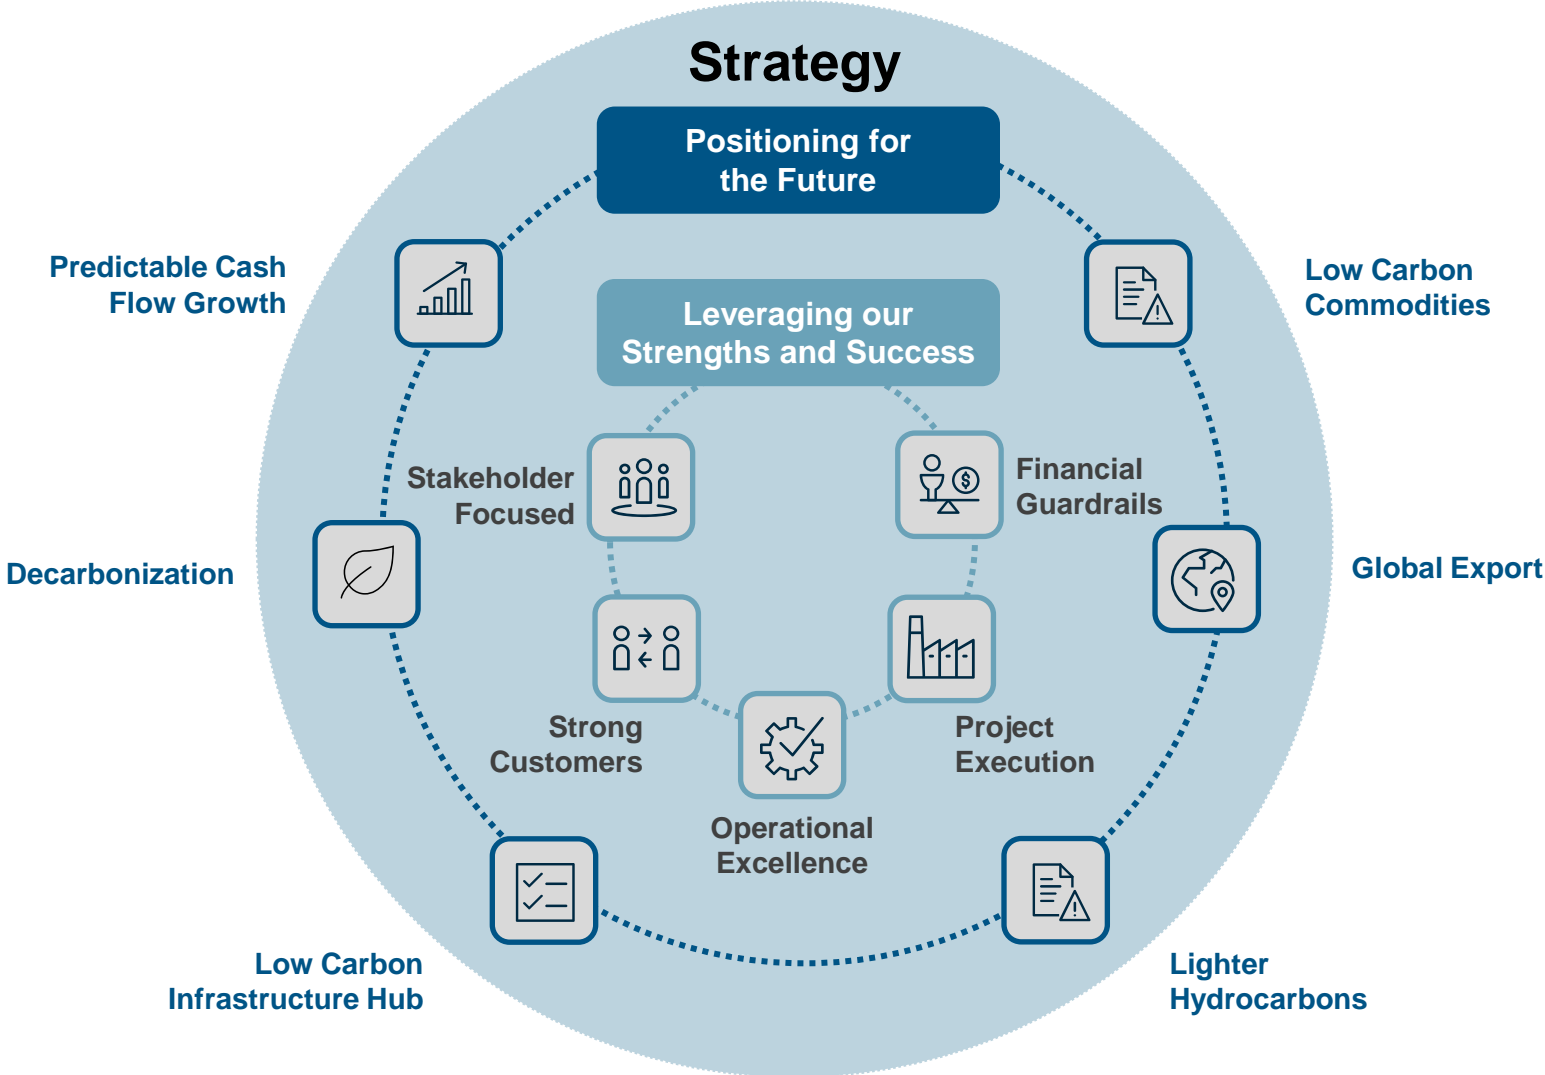 Strategy
Positioning for
the Future
Predictable Cash
Flow Growth
Low Carbon
Commodities
Leveraging our
Strengths and Success
Stakeholder
Focused
Financial
Guardrails
Decarbonization
Global Export
Strong
Customers
Project
Execution
Operational
Excellence
Low Carbon
Infrastructure Hub
Lighter
Hydrocarbons